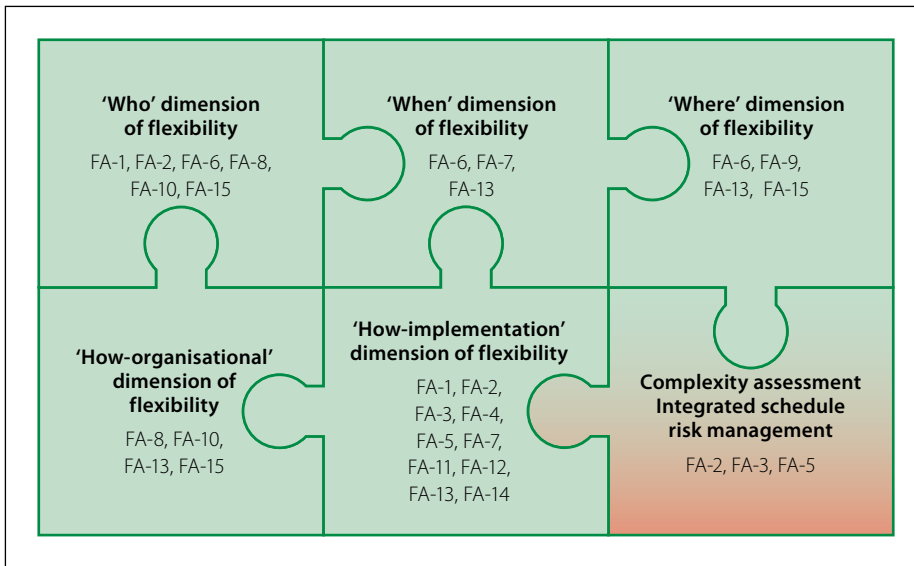 ‘Who’ dimension
of flexibility
FA-1, FA-2, FA-6, FA-8,
FA-10, FA-15
‘When’ dimension
of flexibility
FA-6, FA-7,
FA-13
‘Where’ dimension
of flexibility
FA-6, FA-9,
FA-13, FA-15
‘How-organisational’
dimension of
flexibility
FA-8, FA-10,
FA-13, FA-15
‘How-implementation’
dimension of flexibility
FA-1, FA-2,
FA-3, FA-4,
FA-5, FA-7,
FA-11, FA-12,
FA-13, FA-14
Complexity assessment
Integrated schedule
risk management
FA-2, FA-3, FA-5